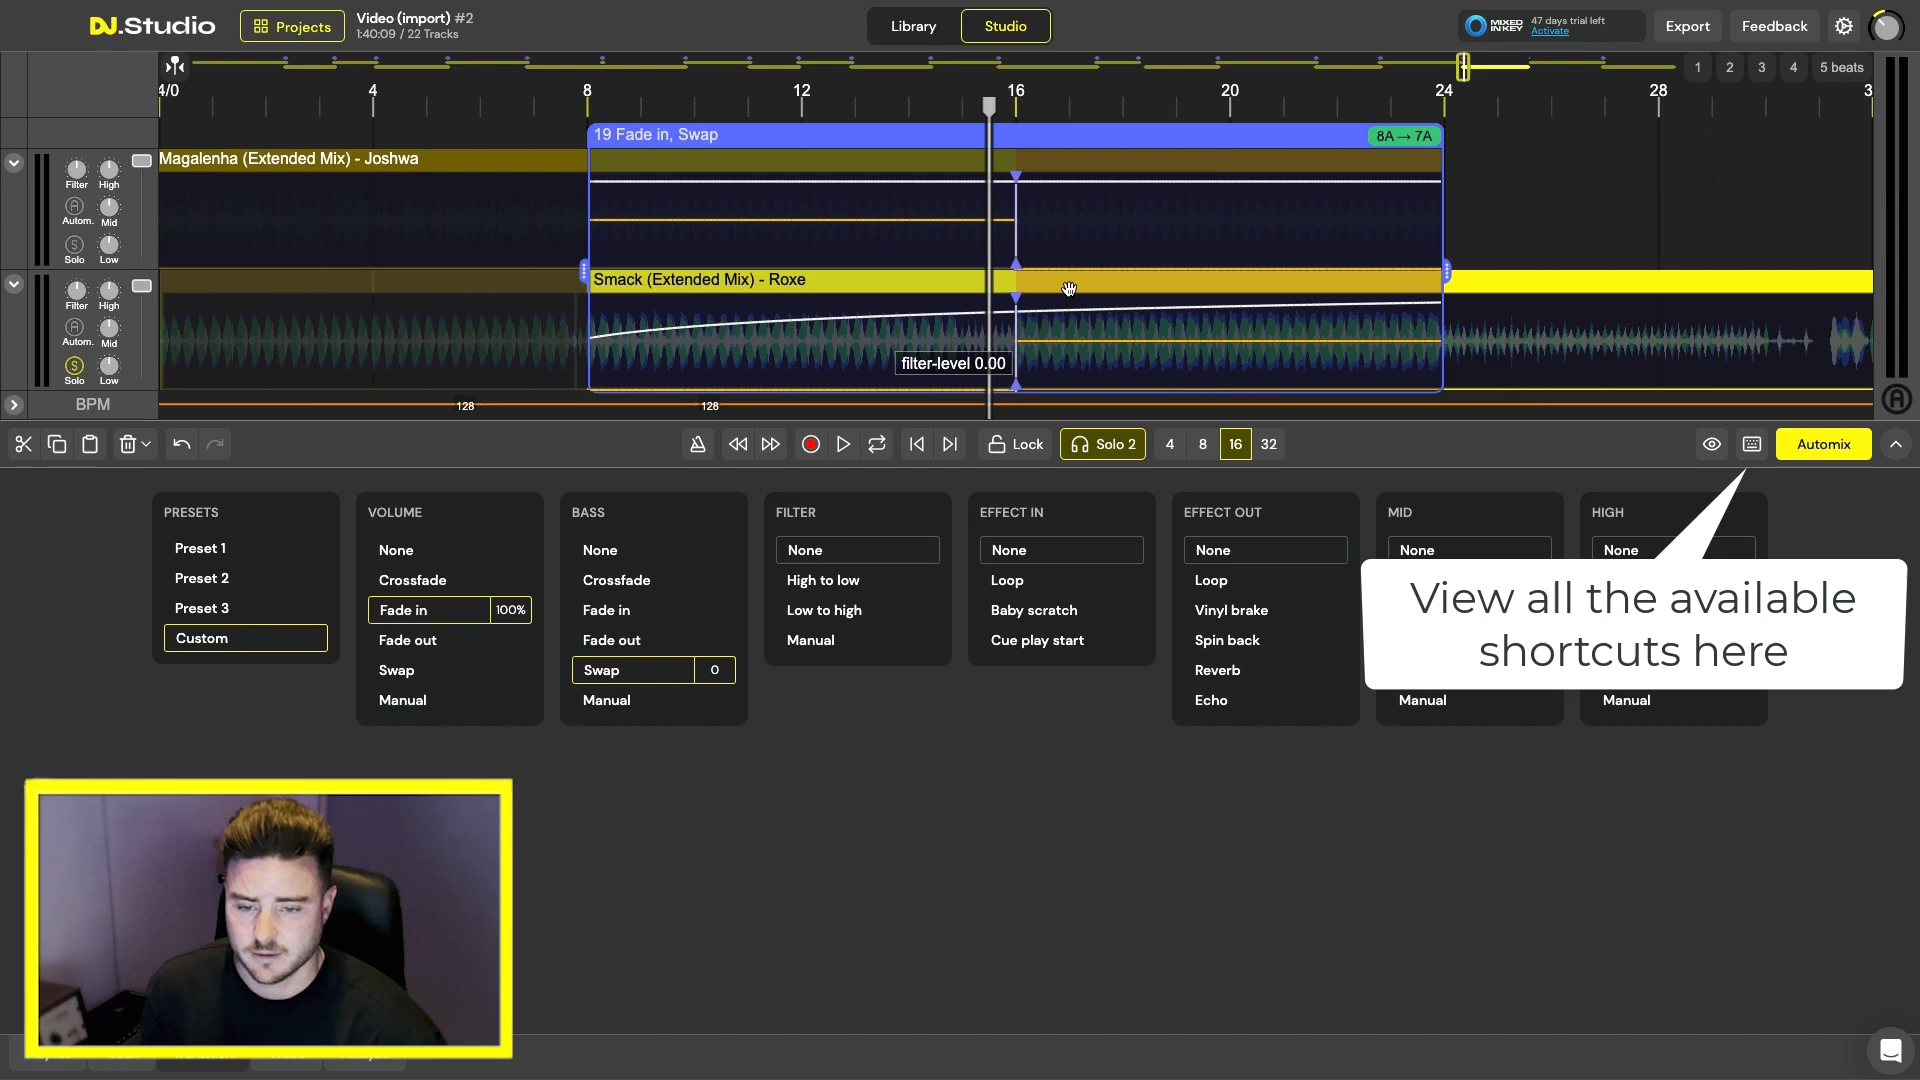 DJ.Studio
Projects
Video (import) #2
1:40:09 / 22 Tracks
Library
Studio
MIXED IN KEY
47 days trial left
Activate
Export
Feedback
1 2 3 4 5 beats
4/0 4 8 12 16 20 24 28 3
19 Fade in, Swap
8A → 7A
Magalenha (Extended Mix) - Joshwa
Filter High
A
Autom. Mid
S
Solo Low
Smack (Extended Mix) - Roxe
Filter High
A
Autom. Mid
S
Solo Low
filter-level 0.00
BPM
128
128
A
Lock
Solo 2
4 8 16 32
Automix
PRESETS
Preset 1
Preset 2
Preset 3
Custom
VOLUME
None
Crossfade
Fade in 100%
Fade out
Swap
Manual
BASS
None
Crossfade
Fade in
Fade out
Swap 0
Manual
FILTER
None
High to low
Low to high
Manual
EFFECT IN
None
Loop
Baby scratch
Cue play start
EFFECT OUT
None
Loop
Vinyl brake
Spin back
Reverb
Echo
MID
None
Manual
HIGH
None
Manual
View all the available
shortcuts here